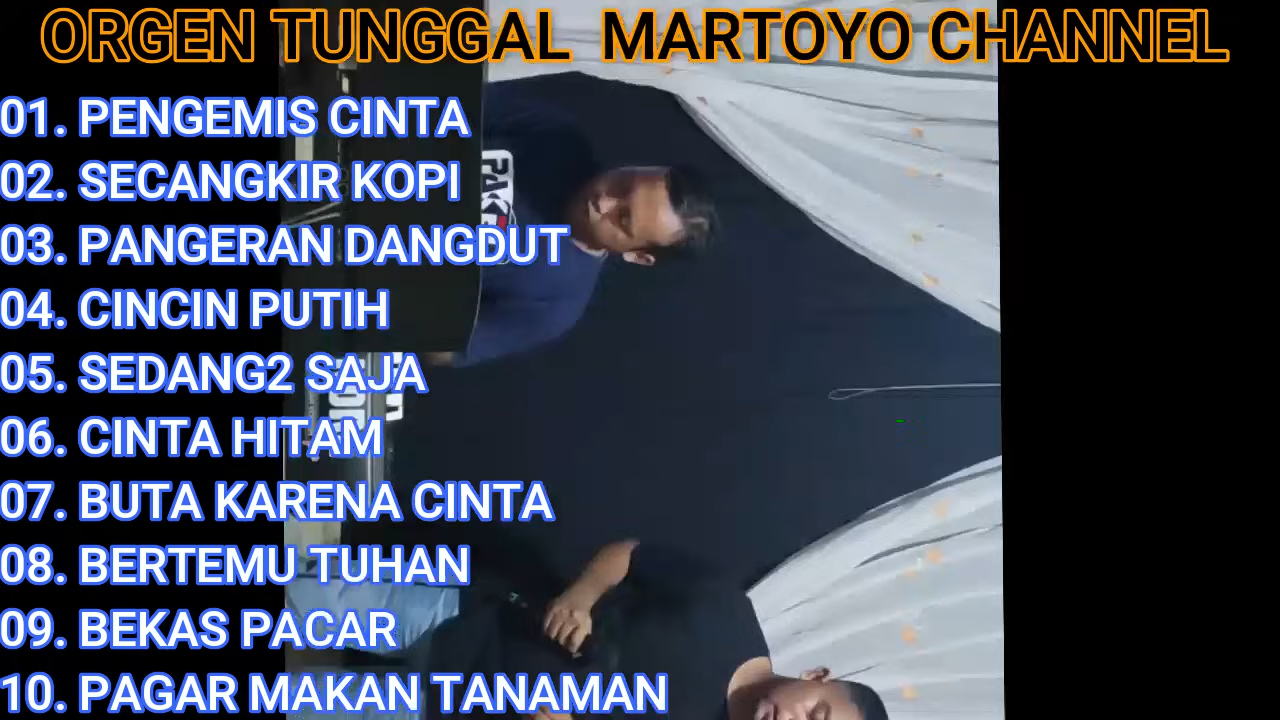 ORGEN TUNGGAL MARTOYO CHANNEL
01. PENGEMIS CINTA
02. SECANGKIR KOPI
03. PANGERAN DANGDUT
04. CINCIN PUTIH
05. SEDANG2 SAJA
06. CINTA HITAM
07. BUTA KARENA CINTA
08. BERTEMU TUHAN
09. BEKAS PACAR
10. PAGAR MAKAN TANAMAN